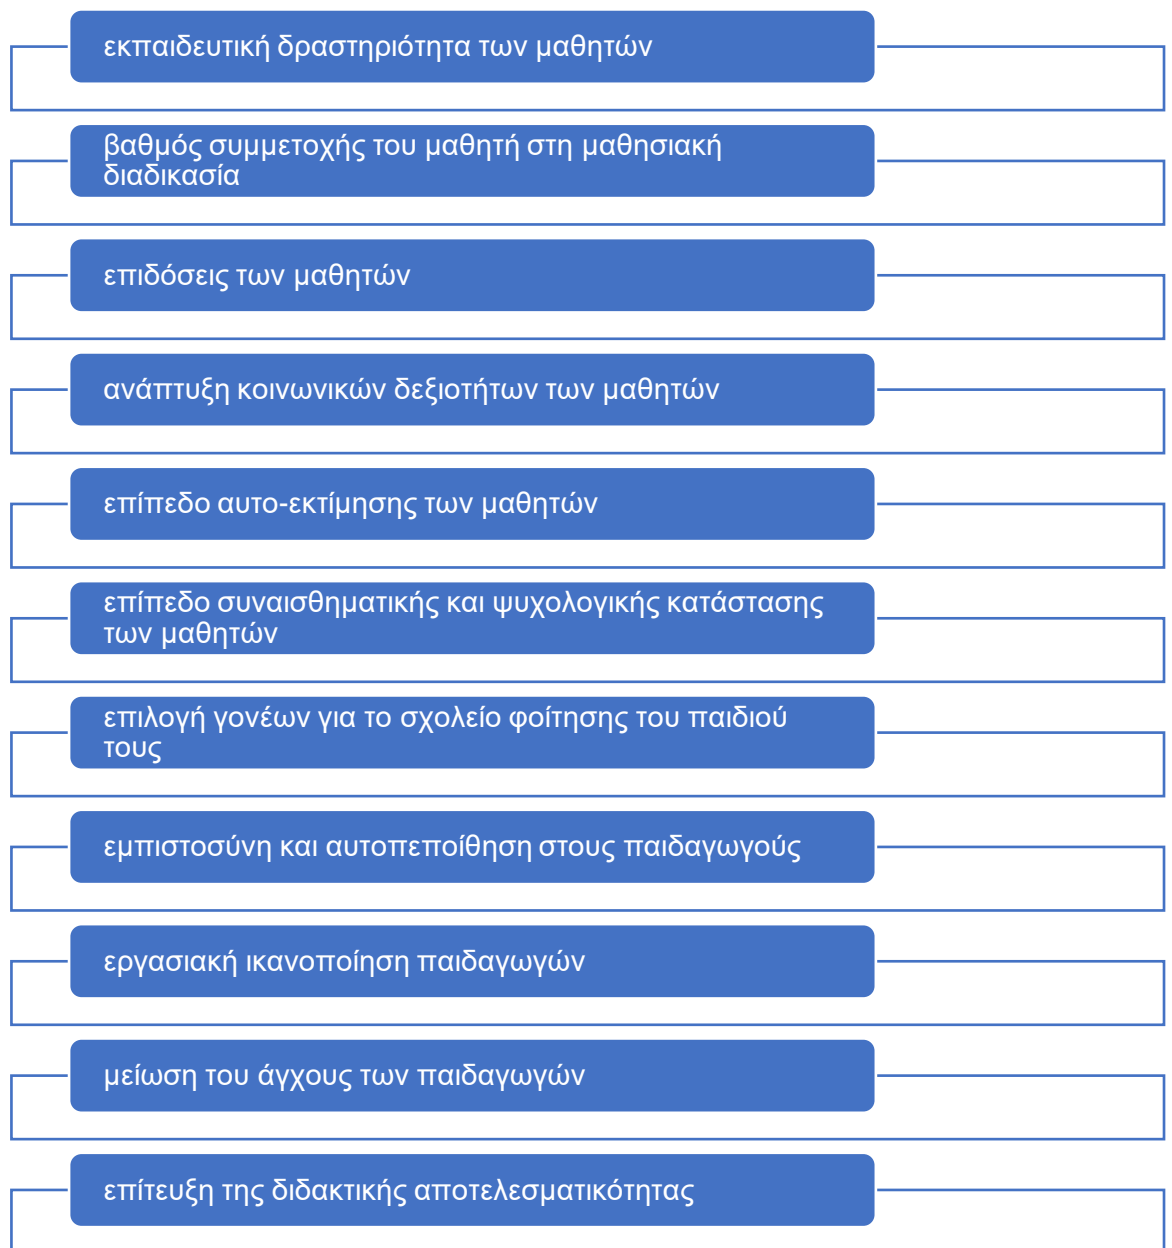 εκπαιδευτική δραστηριότητα των μαθητών
βαθμός συμμετοχής του μαθητή στη μαθησιακή
διαδικασία
επιδόσεις των μαθητών
ανάπτυξη κοινωνικών δεξιοτήτων των μαθητών
επίπεδο αυτο-εκτίμησης των μαθητών
επίπεδο συναισθηματικής και ψυχολογικής κατάστασης
των μαθητών
επιλογή γονέων για το σχολείο φοίτησης του παιδιού
τους
εμπιστοσύνη και αυτοπεποίθηση στους παιδαγωγούς
εργασιακή ικανοποίηση παιδαγωγών
μείωση του άγχους των παιδαγωγών
επίτευξη της διδακτικής αποτελεσματικότητας